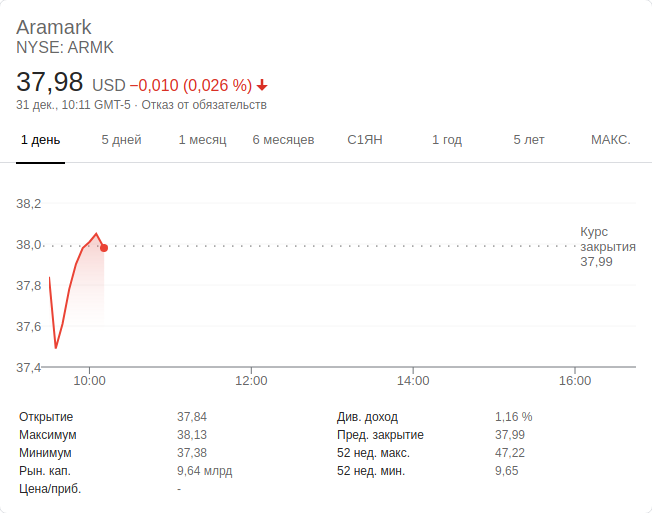 Aramark
NYSE: ARMK
37,98 USD −0,010 (0,026 %)
31 дек., 10:11 GMT-5 · Отказ от обязательств
1 день 5 дней 1 месяц 6 месяцев С1ЯН 1 год 5 лет МАКС.
38,2
38,0
37,8
37,6
37,4
Курс
закрытия
37,99
10:00 12:00 14:00 16:00
Открытие 37,84 Див. доход 1,16 %
Максимум 38,13 Пред. закрытие 37,99
Минимум 37,38 52 нед. макс. 47,22
Рын. кап. 9,64 млрд 52 нед. мин. 9,65
Цена/приб. -